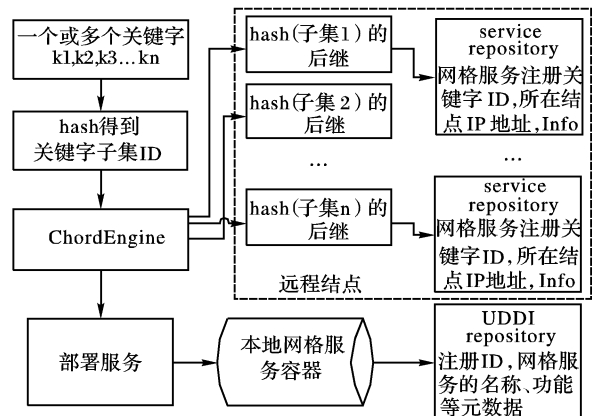 一个或多个关键字
k1,k2,k3…kn
hash得到
关键字子集ID
ChordEngine
部署服务
hash(子集1)的
后继
hash(子集2)的
后继
…
hash(子集n)的
后继
远程结点
service
repository
网格服务注册关
键字ID,所在结
点IP地址,Info
…
service
repository
网格服务注册关
键字ID,所在结
点IP地址,Info
本地网格服
务容器
UDDI
repository
注册ID,网格服
务的名称、功能
等元数据